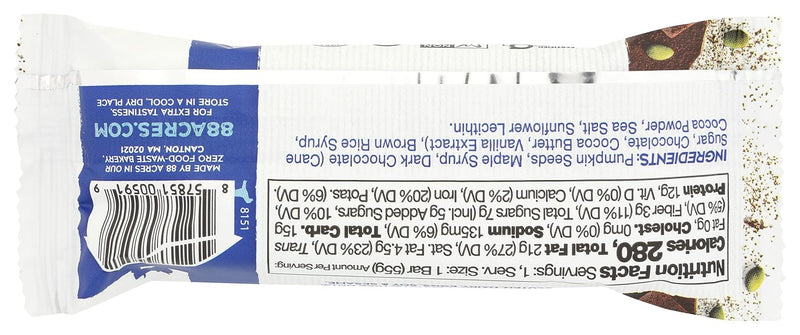 Nutrition Facts Servings: 1, Serv. Size: 1 Bar (55g) Amount Per Serving:
Calories 280, Total Fat 21g (27% DV), Sat. Fat 4.5g (23% DV), Trans
Fat 0g, Cholest. 0mg (0% DV), Sodium 135mg (6% DV), Total Carb. 15g
(5% DV), Fiber 3g (11% DV), Total Sugars 7g (Incl. 5g Added Sugars, 10% DV),
Protein 12g, Vit. D (0% DV), Calcium (2% DV), Iron (20% DV), Potas. (6% DV).
INGREDIENTS: Pumpkin Seeds, Maple Syrup, Dark Chocolate (Cane
Sugar, Chocolate, Cocoa Butter, Vanilla Extract), Brown Rice Syrup,
Cocoa Powder, Sea Salt, Sunflower Lecithin.
8 57851 00591 9
Y 8151
MADE BY 88 ACRES IN OUR
ZERO FOOD-WASTE BAKERY.
CANTON, MA 02021
88ACRES.COM
FOR EXTRA TASTINESS,
STORE IN A COOL, DRY PLACE